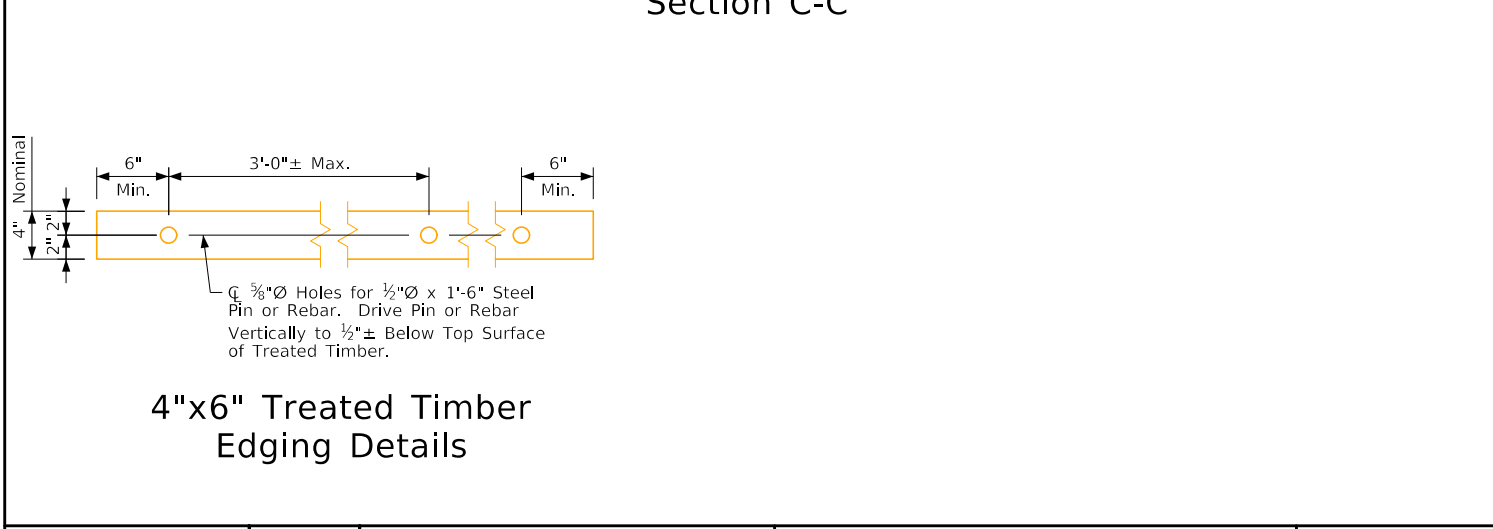 Section C-C
6"
Min.
3'-0"± Max.
6"
Min.
4" Nominal
2" 2"
℄ ⅝"Ø Holes for ½"Ø x 1'-6" Steel
Pin or Rebar. Drive Pin or Rebar
Vertically to ½"± Below Top Surface
of Treated Timber.
4"x6" Treated Timber
Edging Details